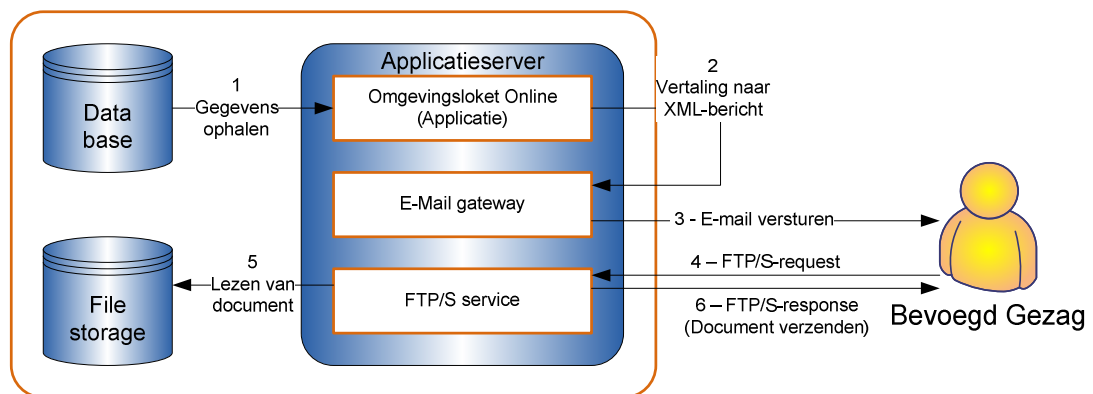 Applicatieserver
Data
base
1
Gegevens
ophalen
Omgevingsloket Online
(Applicatie)
2
Vertaling naar
XML-bericht
E-Mail gateway
3 - E-mail versturen
4 – FTP/S-request
5
Lezen van
document
File
storage
FTP/S service
6 – FTP/S-response
(Document verzenden)
Bevoegd Gezag